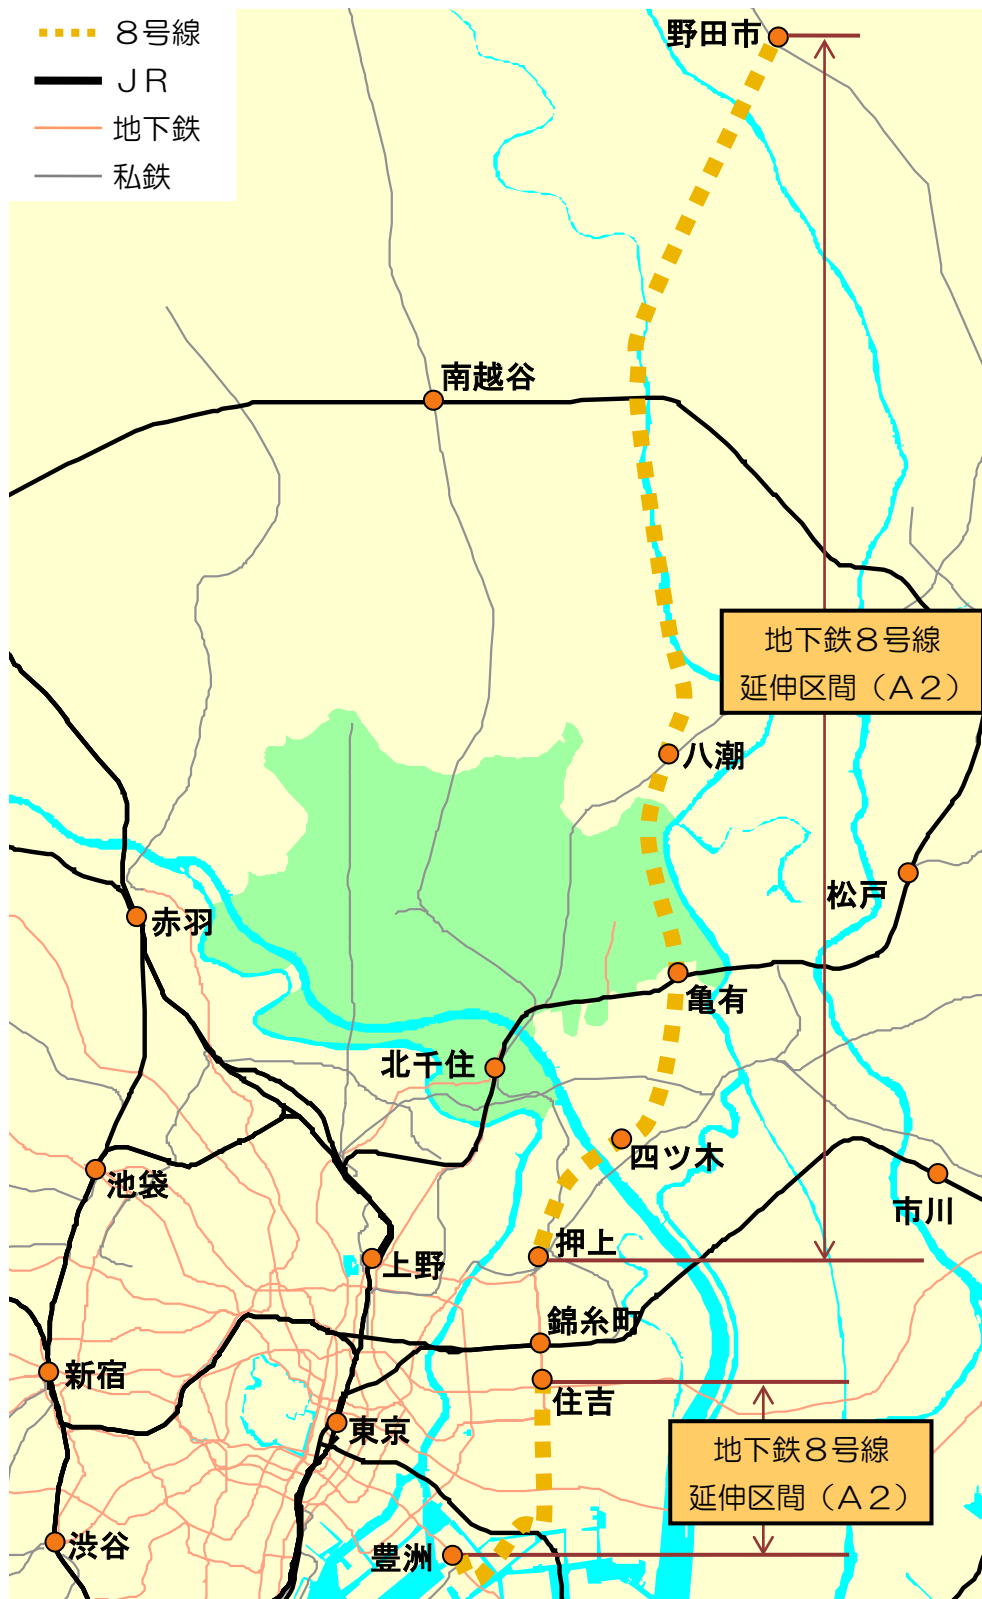 ８号線
ＪＲ
地下鉄
私鉄
野田市
南越谷
地下鉄８号線
延伸区間（Ａ２）
八潮
松戸
赤羽
亀有
北千住
四ツ木
池袋
市川
押上
上野
錦糸町
新宿
住吉
東京
地下鉄８号線
延伸区間（Ａ２）
渋谷
豊洲